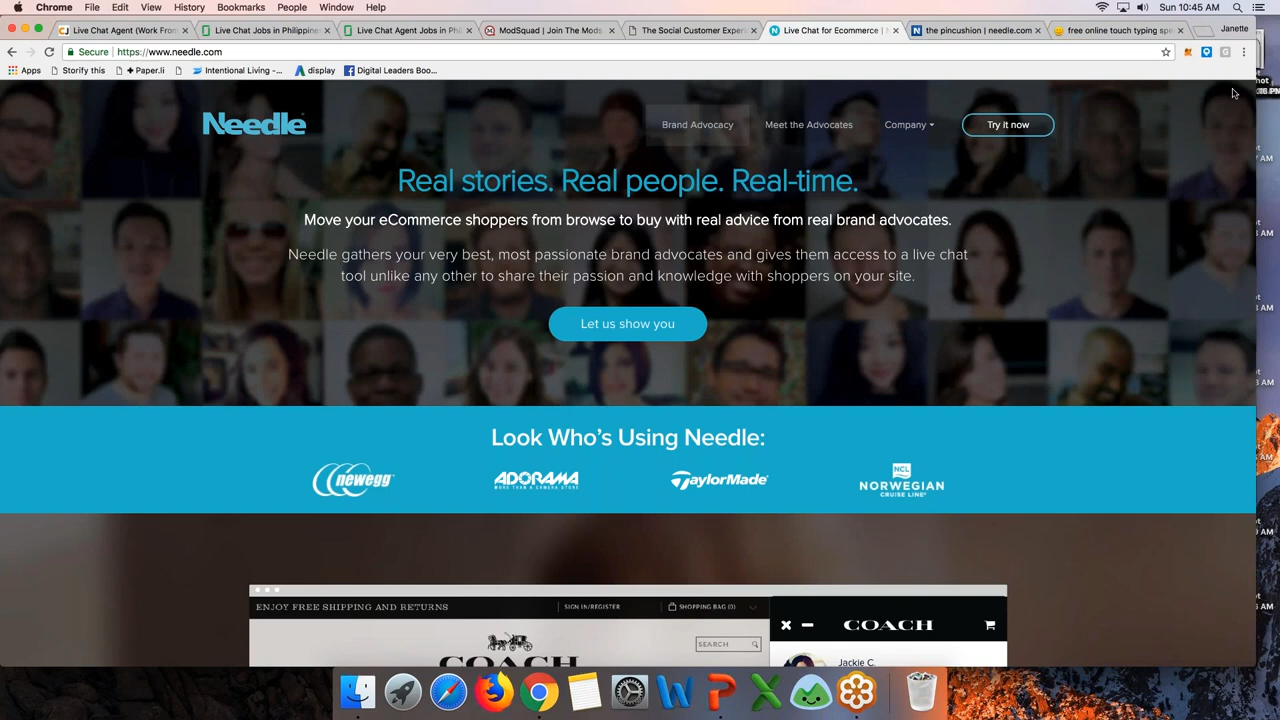 Chrome File Edit View History Bookmarks People Window Help
Sun 10:45 AM
Live Chat Agent (Work From
Live Chat Jobs in Philippine
Live Chat Agent Jobs in Phi
ModSquad | Join The Mods
The Social Customer Experi
Live Chat for Ecommerce |
the pincushion | needle.com
free online touch typing spe
Janette
Secure https://www.needle.com
Apps Storify this + Paper.li Intentional Living -... display Digital Leaders Boo...
Needle
Brand Advocacy Meet the Advocates Company Try it now
Real stories. Real people. Real-time.
Move your eCommerce shoppers from browse to buy with real advice from real brand advocates.
Needle gathers your very best, most passionate brand advocates and gives them access to a live chat
tool unlike any other to share their passion and knowledge with shoppers on your site.
Let us show you
Look Who's Using Needle:
newegg
ADORAMA
MORE THAN A CAMERA STORE
TaylorMade
NCL
NORWEGIAN
CRUISE LINE
ENJOY FREE SHIPPING AND RETURNS SIGN IN/REGISTER SHOPPING BAG (0)
COACH
SEARCH
COACH
Jackie C.